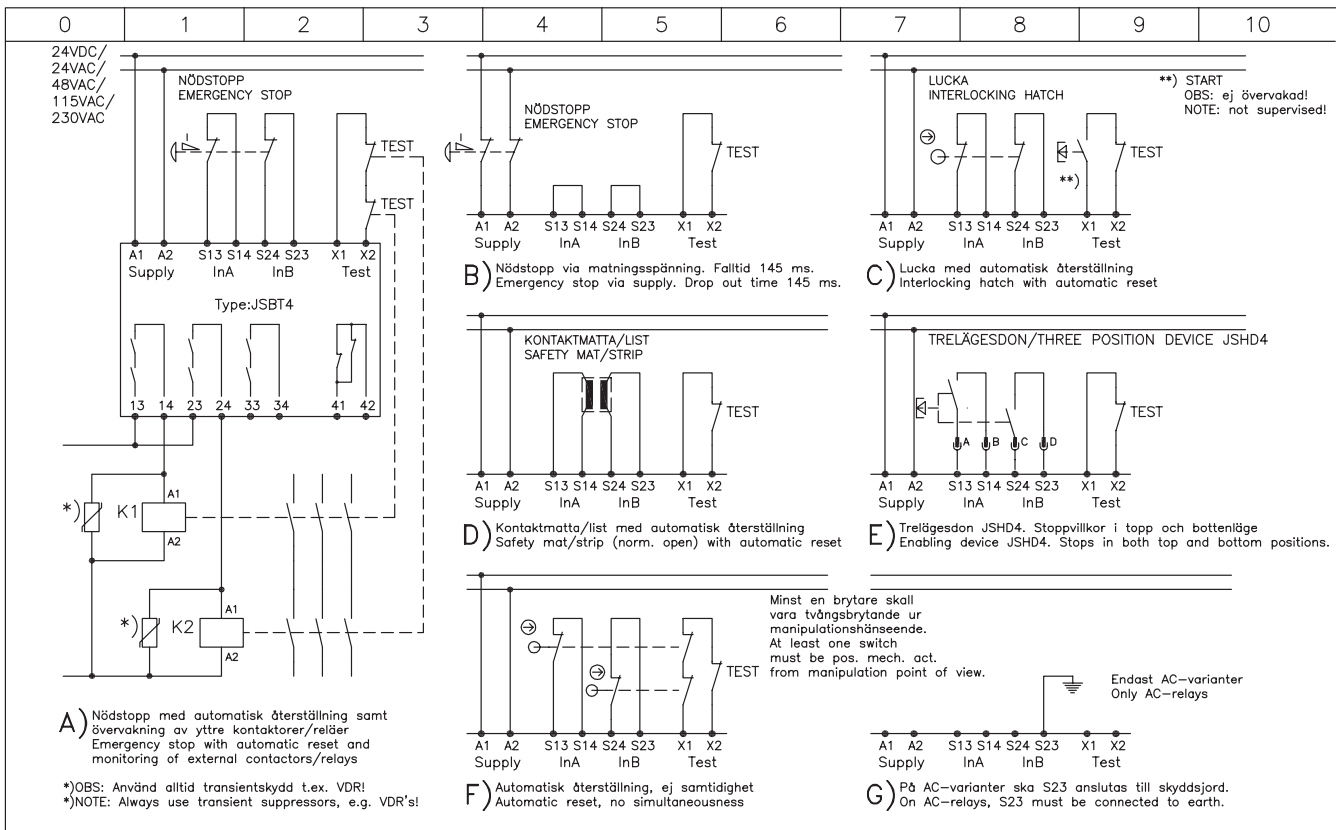 0 1 2 3 4 5 6 7 8 9 10
24VDC/
24VAC/
48VAC/
115VAC/
230VAC
NÖDSTOPP
EMERGENCY STOP
TEST
TEST
A1 A2 S13 S14 S24 S23 X1 X2
Supply InA InB Test
Type:JSBT4
13 14 23 24 33 34 41 42
A1
*) K1
A2
A1
*) K2
A2
A) Nödstopp med automatisk återställning samt
övervakning av yttre kontaktorer/reläer
Emergency stop with automatic reset and
monitoring of external contactors/relays
*)OBS: Använd alltid transientskydd t.ex. VDR!
*)NOTE: Always use transient suppressors, e.g. VDR's!
NÖDSTOPP
EMERGENCY STOP
TEST
A1 A2 S13 S14 S24 S23 X1 X2
Supply InA InB Test
B) Nödstopp via matningsspänning. Falltid 145 ms.
Emergency stop via supply. Drop out time 145 ms.
LUCKA
INTERLOCKING HATCH
**) START
OBS: ej övervakad!
NOTE: not supervised!
TEST
**)
A1 A2 S13 S14 S24 S23 X1 X2
Supply InA InB Test
C) Lucka med automatisk återställning
Interlocking hatch with automatic reset
KONTAKTMATTA/LIST
SAFETY MAT/STRIP
TEST
A1 A2 S13 S14 S24 S23 X1 X2
Supply InA InB Test
D) Kontaktmatta/list med automatisk återställning
Safety mat/strip (norm. open) with automatic reset
TRELÄGESDON/THREE POSITION DEVICE JSHD4
TEST
A B C D
A1 A2 S13 S14 S24 S23 X1 X2
Supply InA InB Test
E) Trelägesdon JSHD4. Stoppvillkor i topp och bottenläge
Enabling device JSHD4. Stops in both top and bottom positions.
Minst en brytare skall
vara tvångsbrytande ur
manipulationshänseende.
At least one switch
must be pos. mech. act.
from manipulation point of view.
TEST
A1 A2 S13 S14 S24 S23 X1 X2
Supply InA InB Test
F) Automatisk återställning, ej samtidighet
Automatic reset, no simultaneousness
Endast AC-varianter
Only AC-relays
A1 A2 S13 S14 S24 S23 X1 X2
Supply InA InB Test
G) På AC-varianter ska S23 anslutas till skyddsjord.
On AC-relays, S23 must be connected to earth.